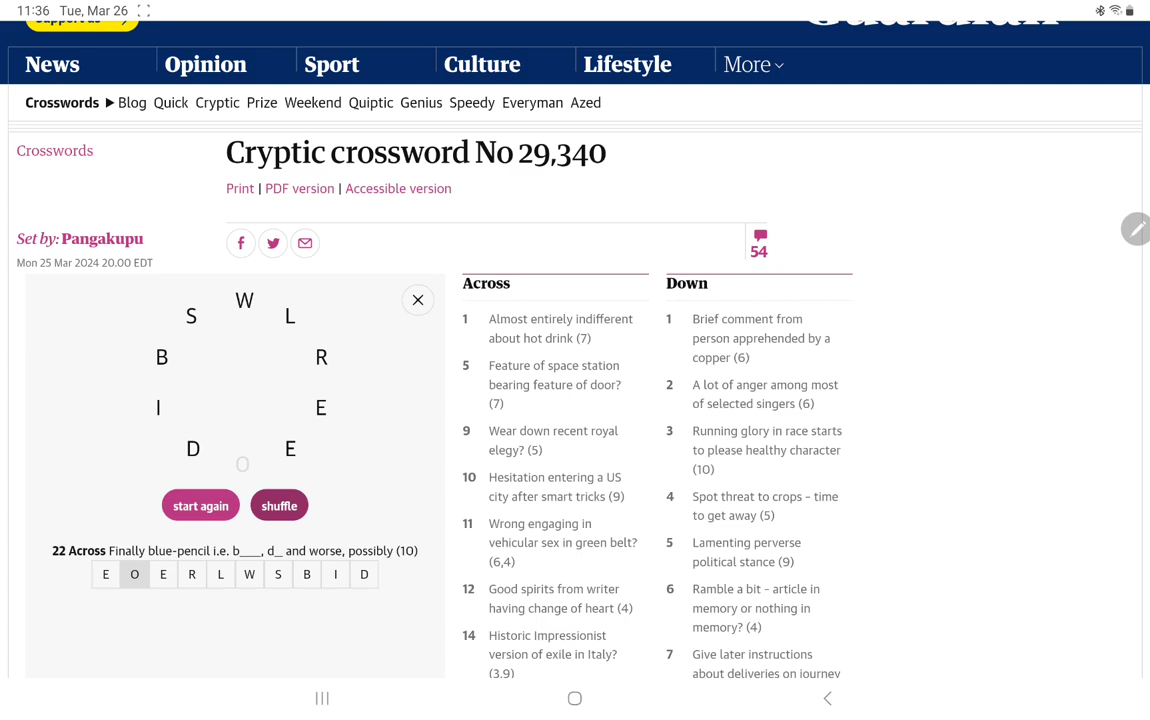 11:36 Tue, Mar 26
Support us
Guardian
News Opinion Sport Culture Lifestyle More
Crosswords ▶ Blog Quick Cryptic Prize Weekend Quiptic Genius Speedy Everyman Azed
Crosswords
Cryptic crossword No 29,340
Print | PDF version | Accessible version
Set by: Pangakupu
Mon 25 Mar 2024 20.00 EDT
54
W
S L
B R
I E
D E
O
start again shuffle
22 Across Finally blue-pencil i.e. b___, d_ and worse, possibly (10)
E O E R L W S B I D
Across
1 Almost entirely indifferent
about hot drink (7)
5 Feature of space station
bearing feature of door?
(7)
9 Wear down recent royal
elegy? (5)
10 Hesitation entering a US
city after smart tricks (9)
11 Wrong engaging in
vehicular sex in green belt?
(6,4)
12 Good spirits from writer
having change of heart (4)
14 Historic Impressionist
version of exile in Italy?
(3,9)
Down
1 Brief comment from
person apprehended by a
copper (6)
2 A lot of anger among most
of selected singers (6)
3 Running glory in race starts
to please healthy character
(10)
4 Spot threat to crops – time
to get away (5)
5 Lamenting perverse
political stance (9)
6 Ramble a bit – article in
memory or nothing in
memory? (4)
7 Give later instructions
about deliveries on journey